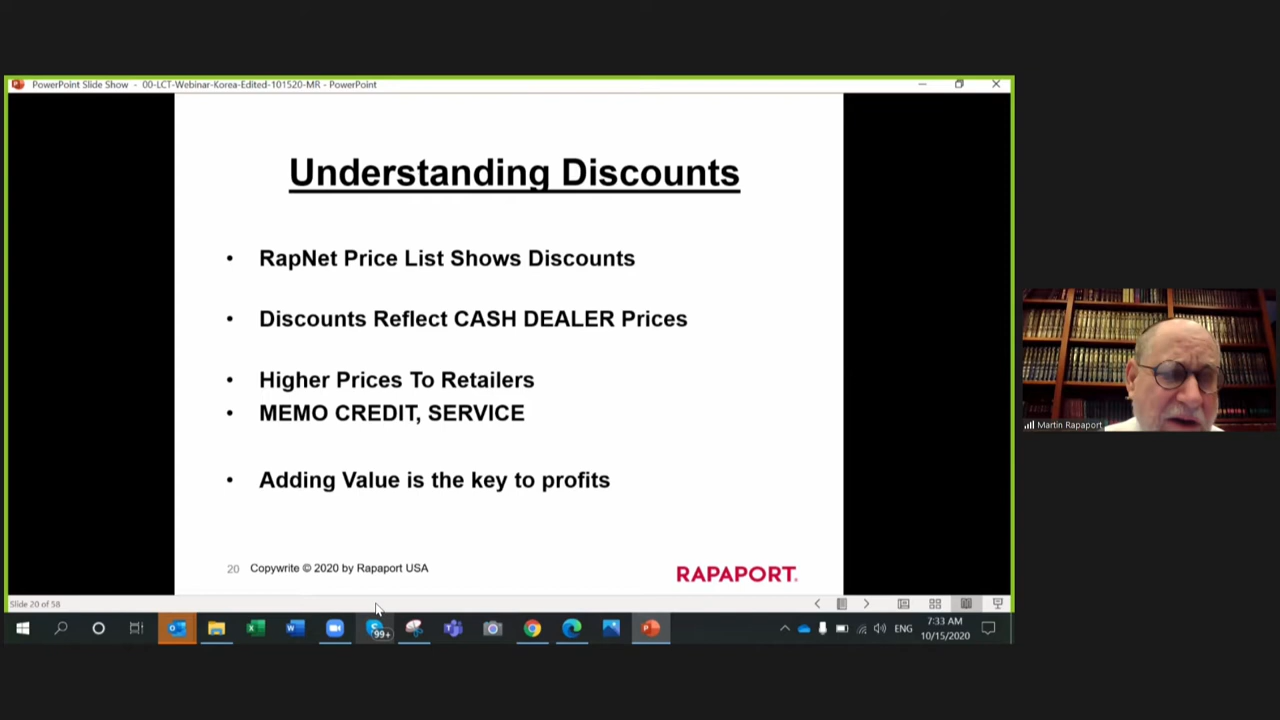 PowerPoint Slide Show - 00-LCT-Webinar-Korea-Edited-101520-MR - PowerPoint
Understanding Discounts
• RapNet Price List Shows Discounts
• Discounts Reflect CASH DEALER Prices
• Higher Prices To Retailers
• MEMO CREDIT, SERVICE
• Adding Value is the key to profits
20 Copywrite © 2020 by Rapaport USA
RAPAPORT.
Martin Rapaport
Slide 20 of 58
99+
ENG
7:33 AM
10/15/2020